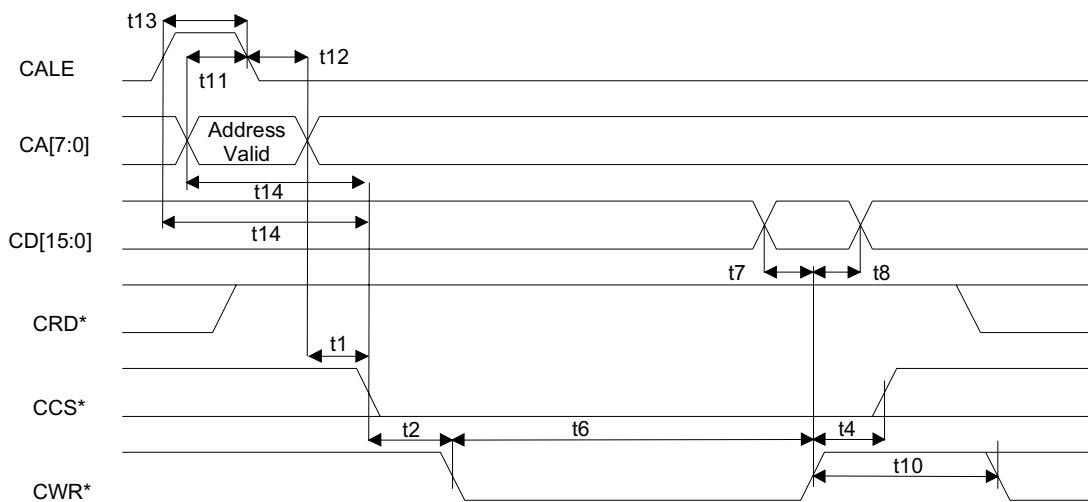 t13
t12
CALE
t11
CA[7:0]
Address
Valid
t14
t14
CD[15:0]
t7
t8
CRD*
t1
CCS*
t2
t6
t4
t10
CWR*